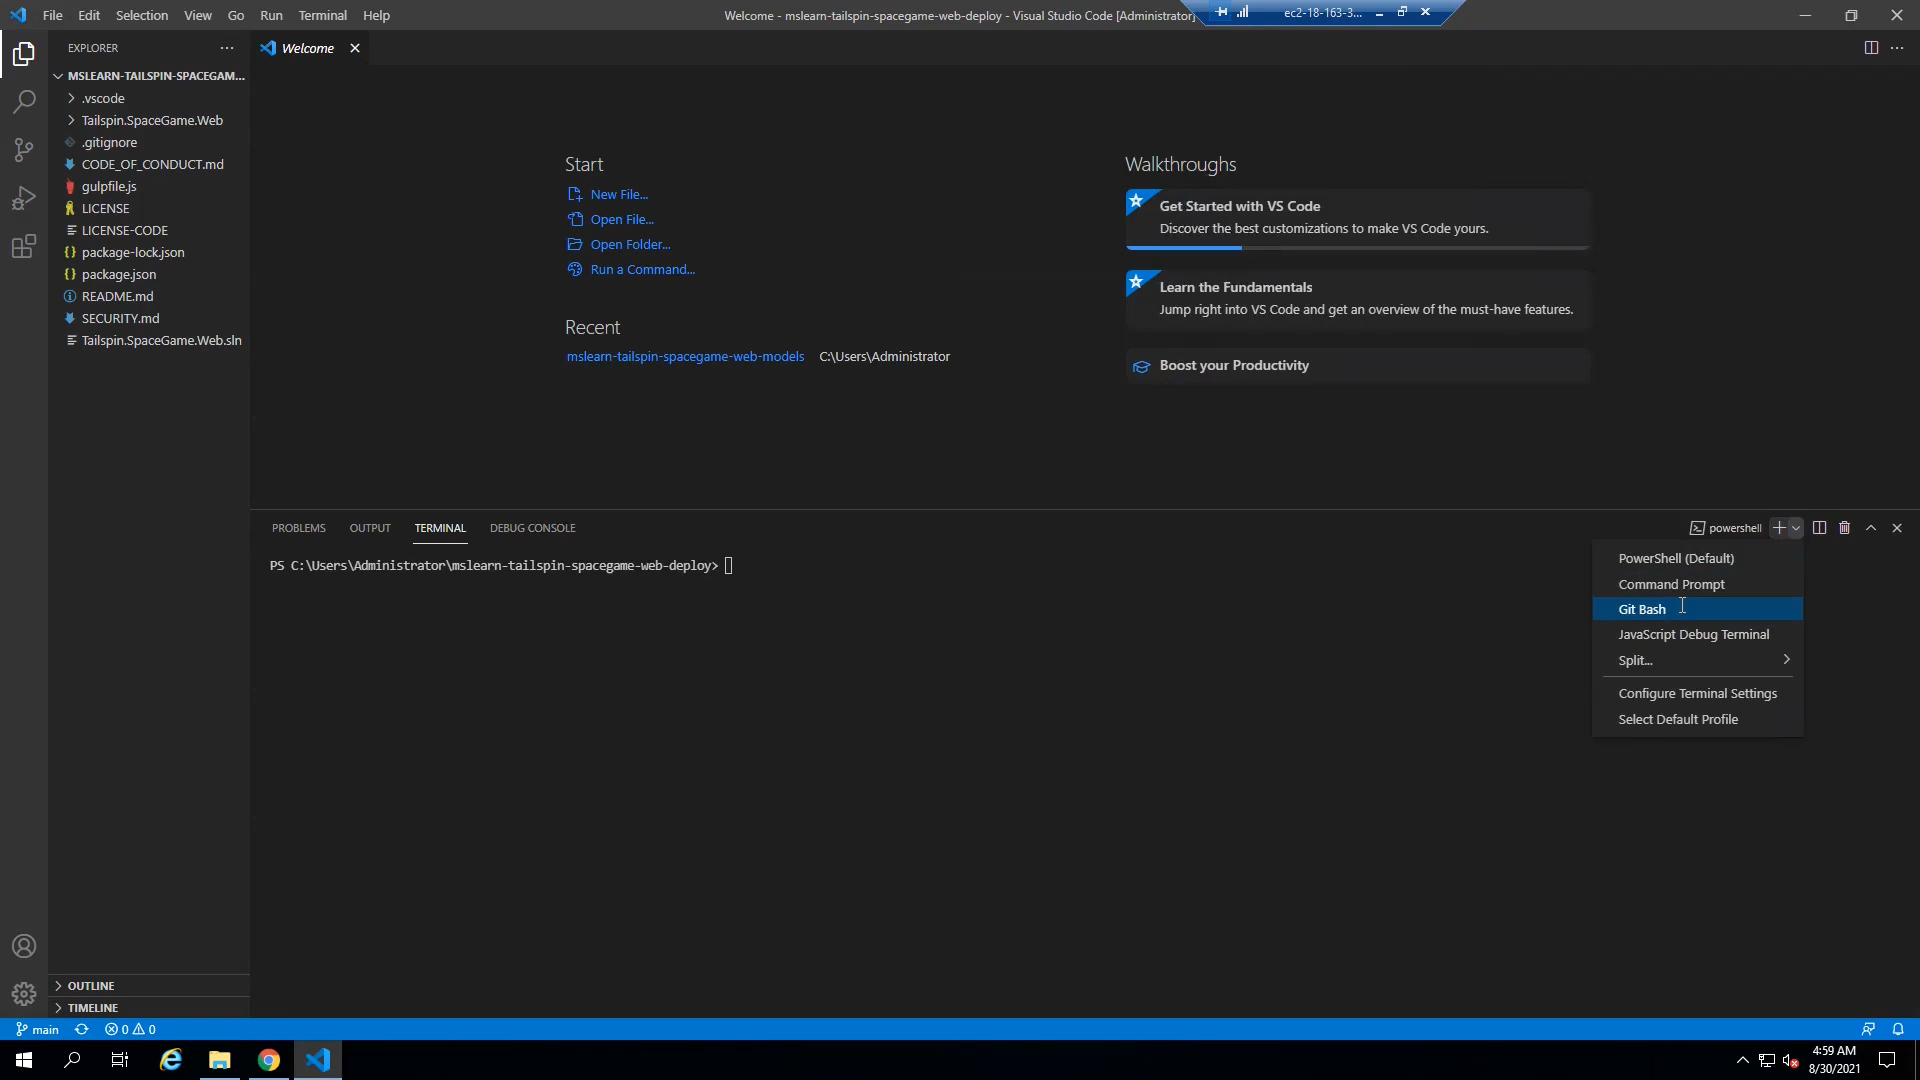 File Edit Selection View Go Run Terminal Help
Welcome - mslearn-tailspin-spacegame-web-deploy - Visual Studio Code [Administrator]
ec2-18-163-3...
EXPLORER
Welcome
MSLEARN-TAILSPIN-SPACEGAM...
.vscode
Tailspin.SpaceGame.Web
.gitignore
CODE_OF_CONDUCT.md
gulpfile.js
LICENSE
LICENSE-CODE
package-lock.json
package.json
README.md
SECURITY.md
Tailspin.SpaceGame.Web.sln
OUTLINE
TIMELINE
Start
New File...
Open File...
Open Folder...
Run a Command...
Recent
mslearn-tailspin-spacegame-web-models C:\Users\Administrator
Walkthroughs
Get Started with VS Code
Discover the best customizations to make VS Code yours.
Learn the Fundamentals
Jump right into VS Code and get an overview of the must-have features.
Boost your Productivity
PROBLEMS OUTPUT TERMINAL DEBUG CONSOLE
powershell
PS C:\Users\Administrator\mslearn-tailspin-spacegame-web-deploy>
PowerShell (Default)
Command Prompt
Git Bash
JavaScript Debug Terminal
Split...
Configure Terminal Settings
Select Default Profile
main 0 0
4:59 AM
8/30/2021